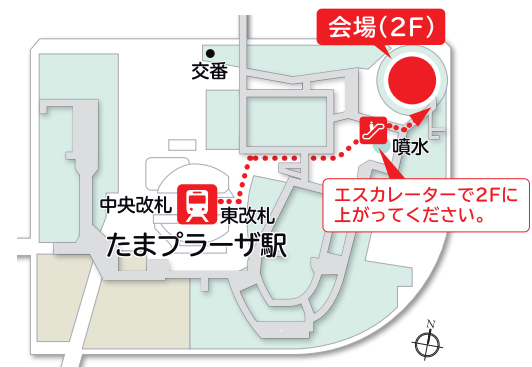 会場(2F)
交番
噴水
エスカレーターで2Fに
上がってください。
中央改札
東改札
たまプラーザ駅
N